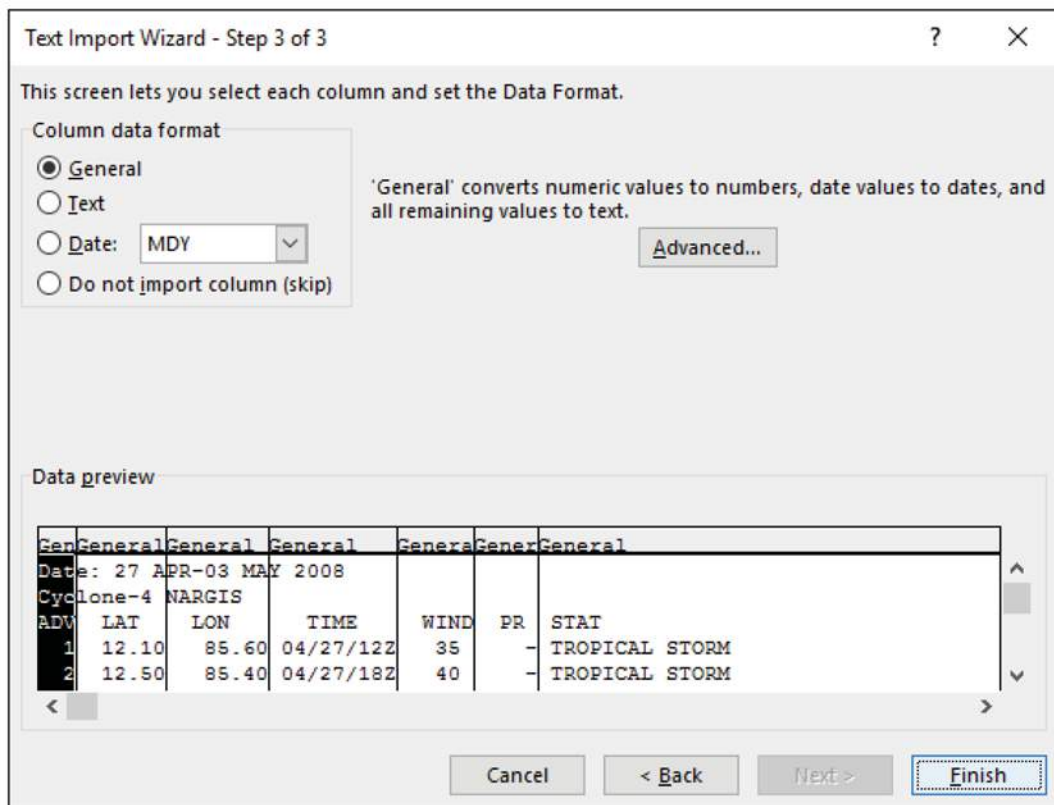 Text Import Wizard - Step 3 of 3
?
This screen lets you select each column and set the Data Format.
Column data format
General
Text
Date: MDY
Do not import column (skip)
'General' converts numeric values to numbers, date values to dates, and
all remaining values to text.
Advanced...
Data preview
Gen General General General Genera Gener General
Date: 27 APR-03 MAY 2008
Cyclone-4 NARGIS
ADV LAT LON TIME WIND PR STAT
1 12.10 85.60 04/27/12Z 35 - TROPICAL STORM
2 12.50 85.40 04/27/18Z 40 - TROPICAL STORM
Cancel < Back Next > Finish